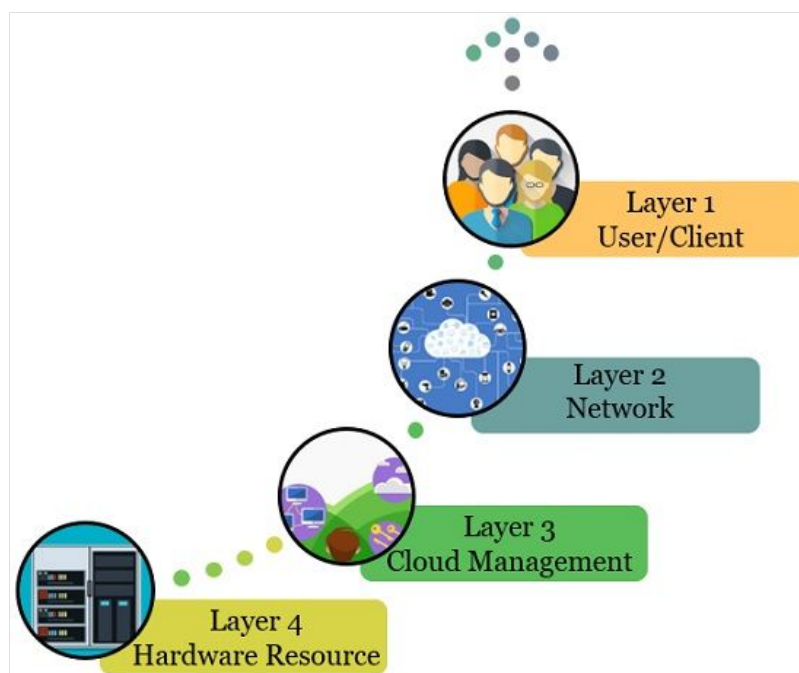 Layer 1
User/Client
Layer 2
Network
Layer 3
Cloud Management
Layer 4
Hardware Resource